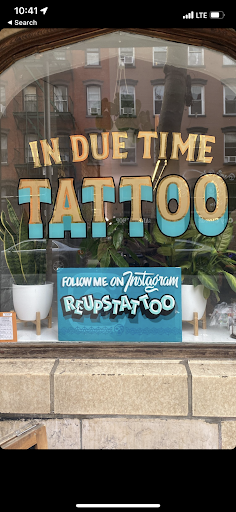 10:41
LTE
Search
IN DUE TIME
TATTOO
FOLLOW ME ON Instagram
REUPSTATTOO